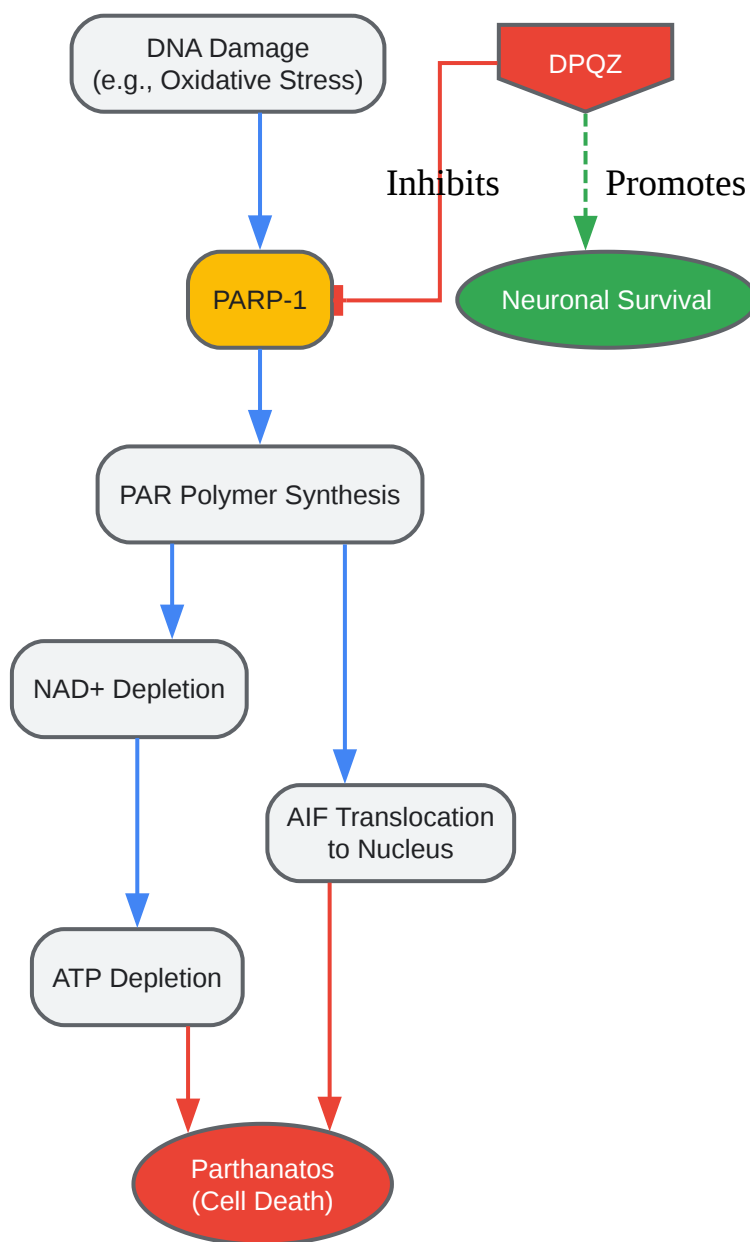 DNA Damage
(e.g., Oxidative Stress)
DPQZ
Inhibits
Promotes
PARP-1
Neuronal Survival
PAR Polymer Synthesis
NAD+ Depletion
AIF Translocation
to Nucleus
ATP Depletion
Parthanatos
(Cell Death)